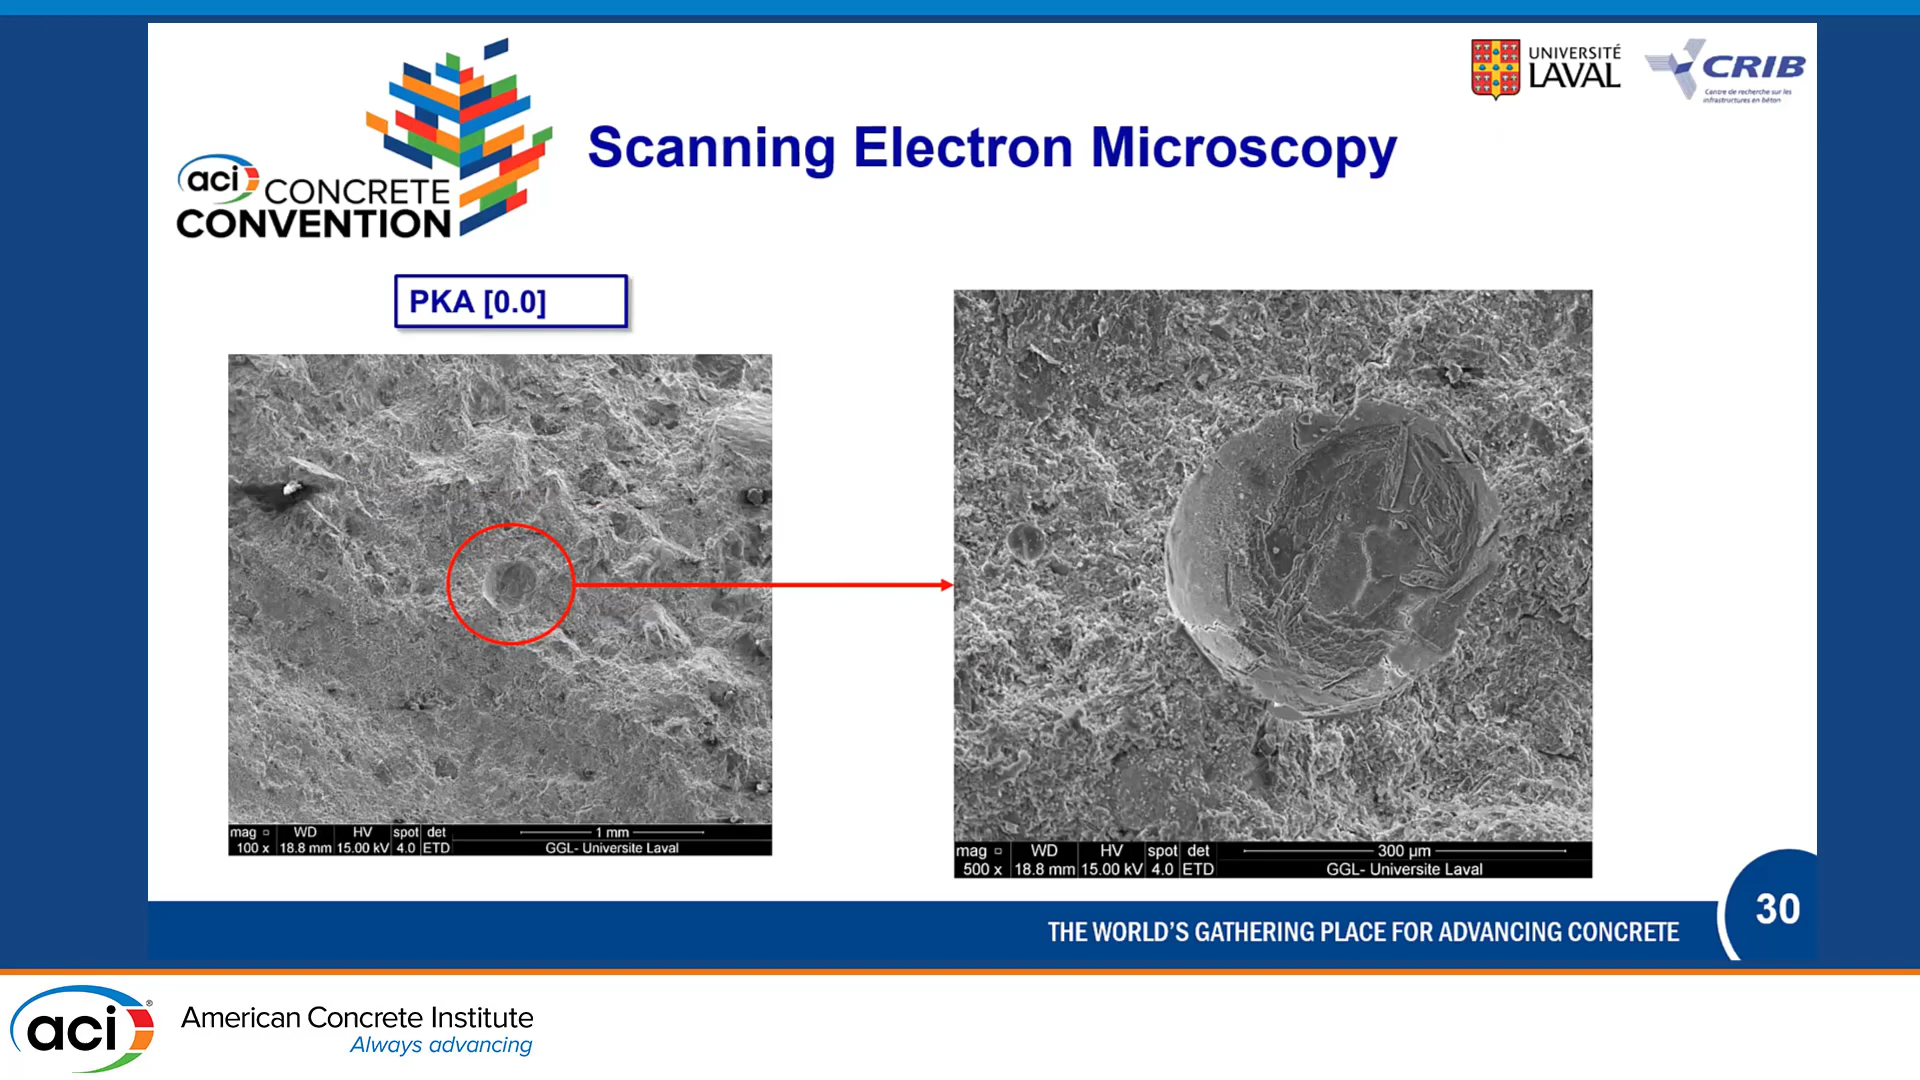 UNIVERSITÉ
LAVAL
CRIB
Centre de recherche sur les
infrastructures en béton
aci CONCRETE
CONVENTION
Scanning Electron Microscopy
PKA [0.0]
mag WD HV spot det 1 mm
100 x 18.8 mm 15.00 kV 4.0 ETD GGL- Universite Laval
mag WD HV spot det 300 µm
500 x 18.8 mm 15.00 kV 4.0 ETD GGL- Universite Laval
THE WORLD'S GATHERING PLACE FOR ADVANCING CONCRETE
30
aci ® American Concrete Institute
Always advancing